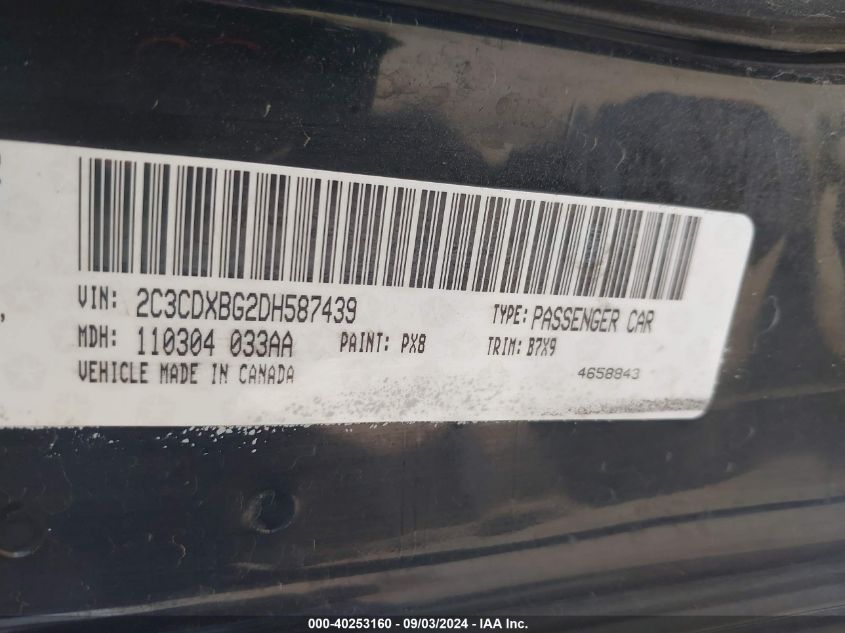 VIN: 2C3CDXBG2DH587439 TYPE: PASSENGER CAR
MDH: 110304 033AA PAINT: PX8 TRIM: B7X9
VEHICLE MADE IN CANADA 4658843
000-40253160 - 09/03/2024 - IAA Inc.